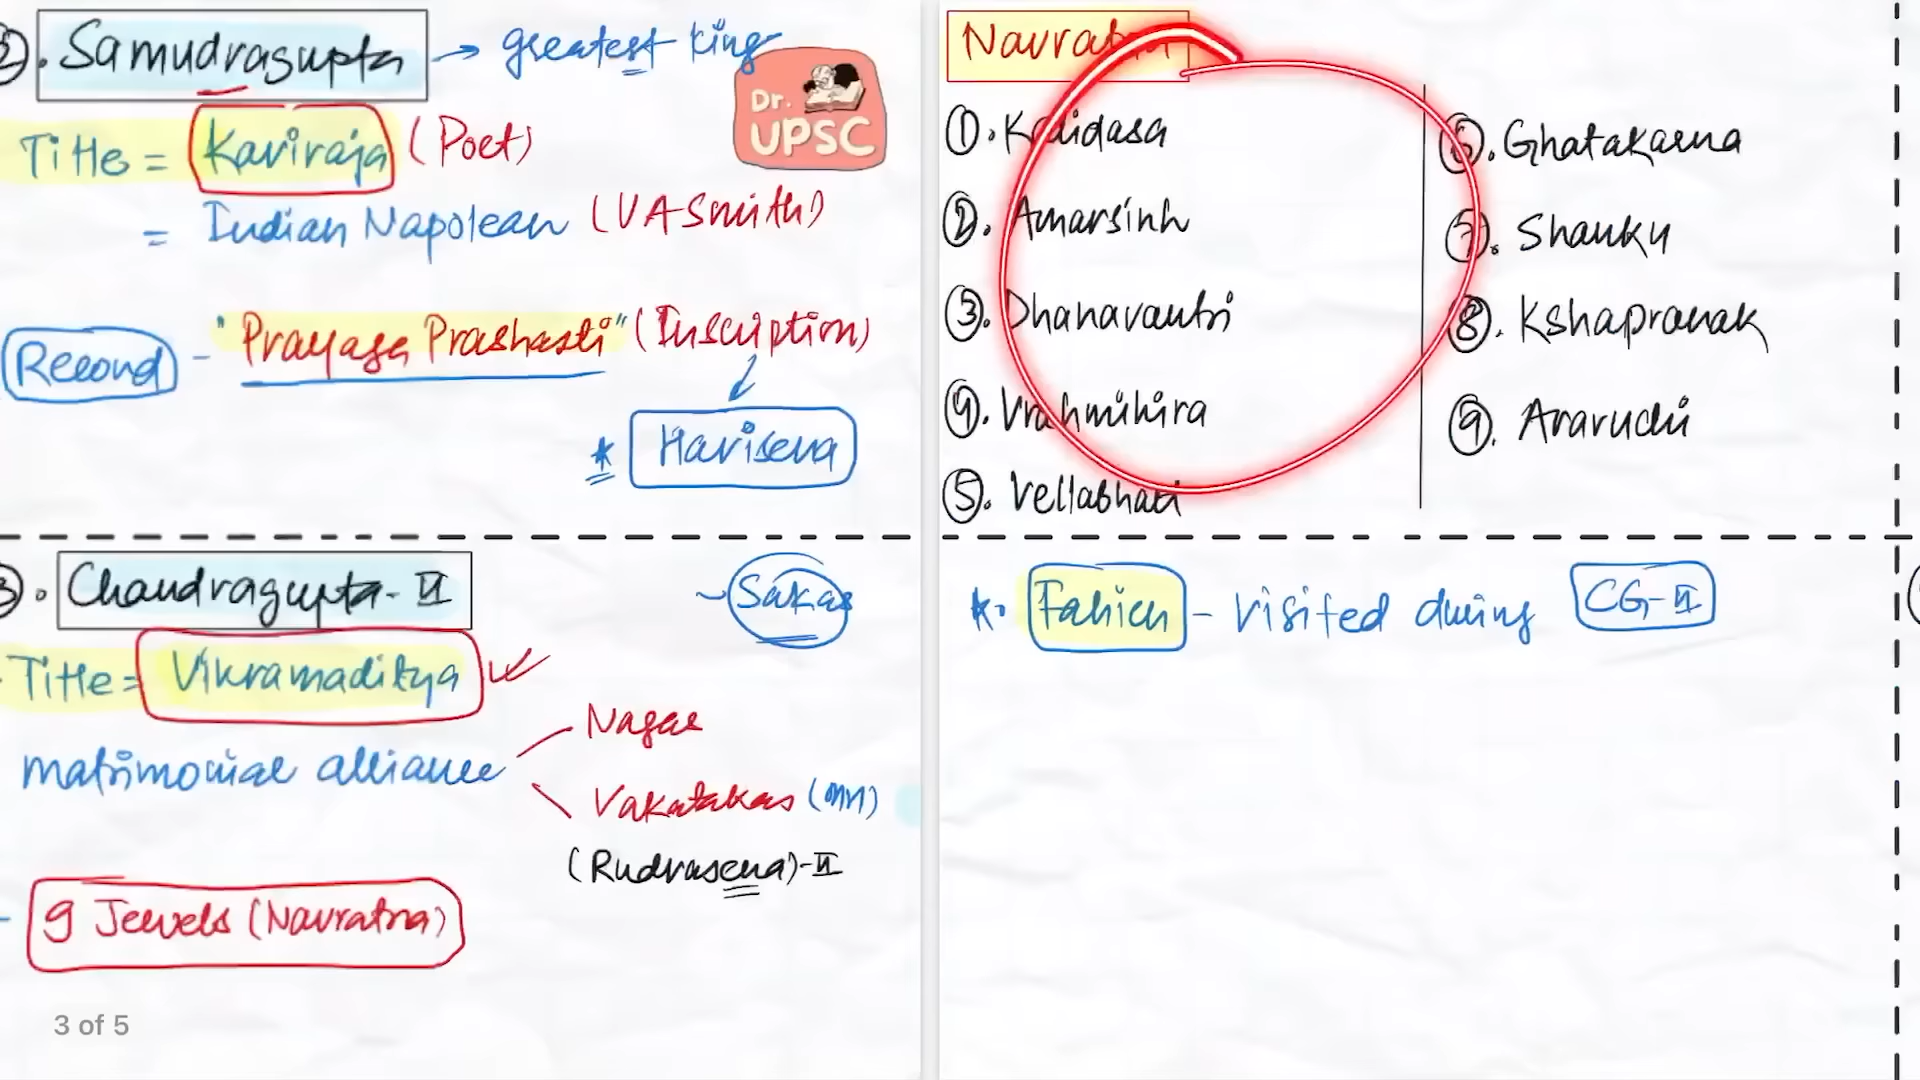 2. Samudragupta → greatest king
Dr. UPSC
Title = Kaviraja (Poet)
= Indian Napolean (VA Smith)
Record - "Prayaga Prashasti" (Inscription)
* Harisena
3. Chandragupta-II
~ Sakas
Title = Vikramaditya
matrimonial alliance
Nagas
Vakatakas (MH)
(Rudrasena)-II
- 9 Jewels (Navratna)
3 of 5
Navratna
1. Kalidasa
2. Amarsinh
3. Dhanavantri
4. Vrahmihira
5. Vellabhatt
6. Ghatakarna
7. Shanku
8. Kshapranak
9. Ararudhi
*. Fahien - visited during CG-II